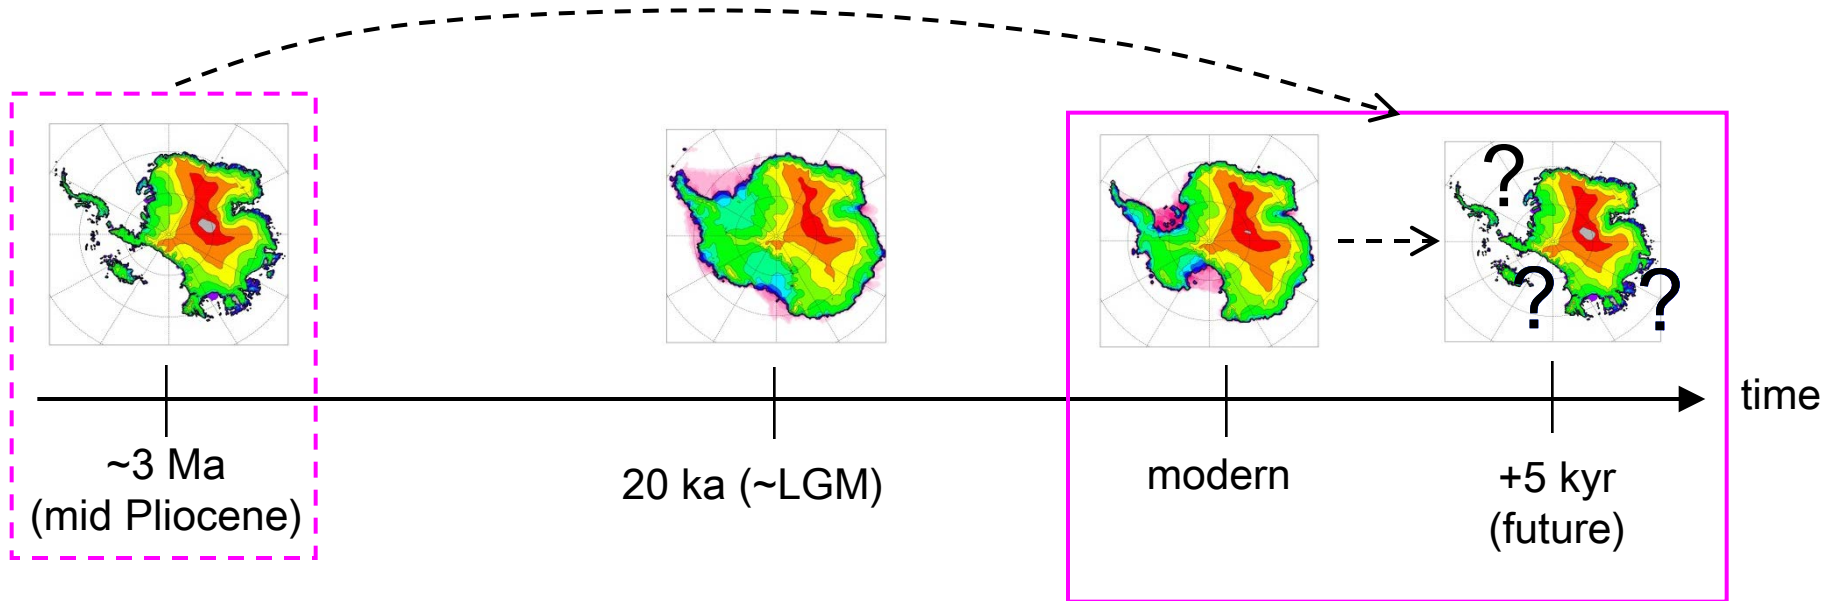 ?
?
?
time
~3 Ma
(mid Pliocene)
20 ka (~LGM)
modern
+5 kyr
(future)